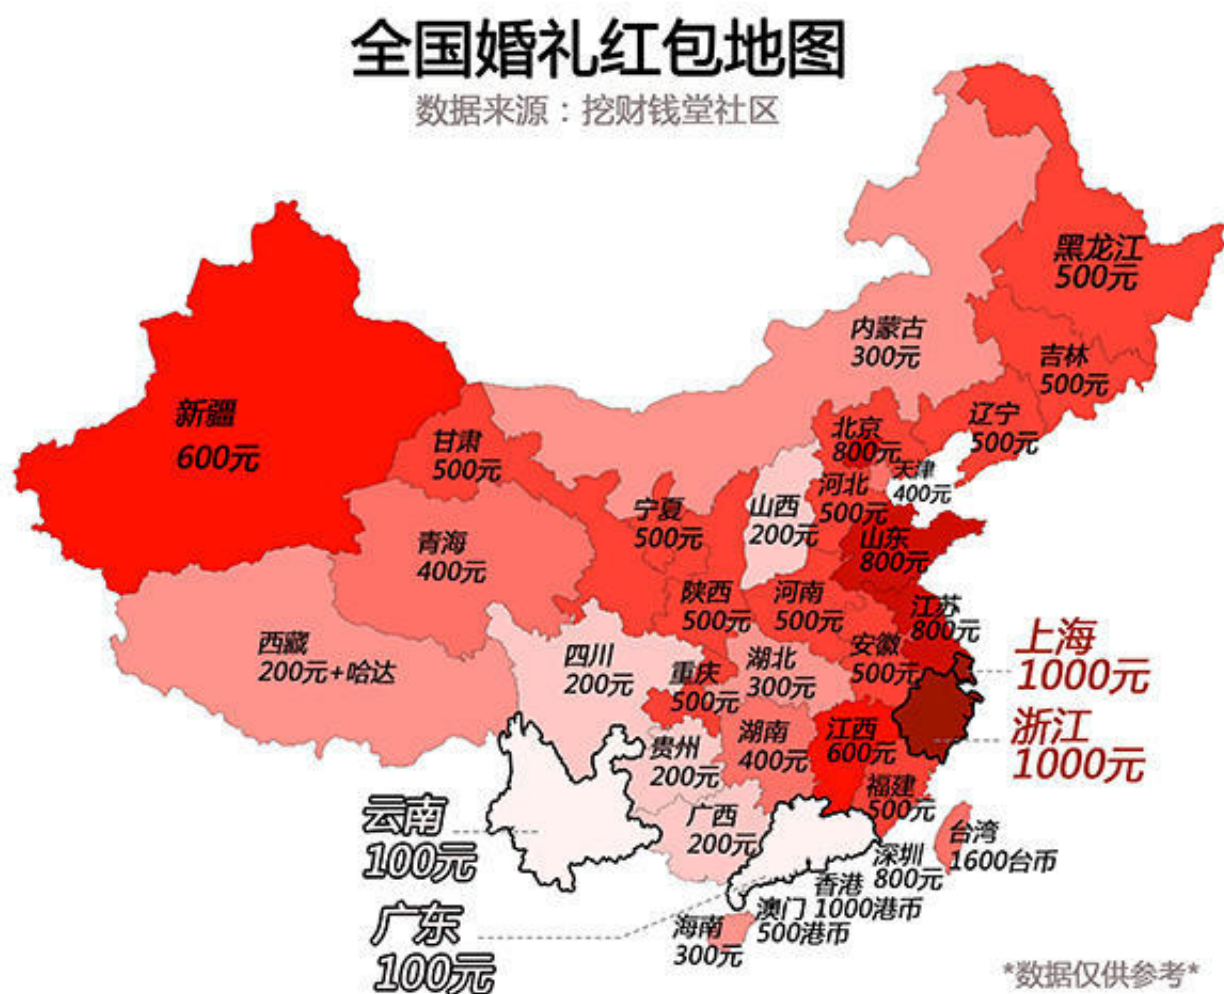 全国婚礼红包地图
数据来源：挖财钱堂社区
黑龙江
500元
内蒙古
300元
吉林
500元
新疆
600元
甘肃
500元
北京
800元
辽宁
500元
天津
400元
河北
500元
山西
200元
宁夏
500元
青海
400元
山东
800元
陕西
500元
河南
500元
江苏
800元
西藏
200元+哈达
四川
200元
重庆
500元
湖北
300元
安徽
500元
上海
1000元
浙江
1000元
贵州
200元
湖南
400元
江西
600元
福建
500元
云南
100元
广西
200元
台湾
1600台币
深圳
800元
香港
1000港币
澳门
500港币
广东
100元
海南
300元
*数据仅供参考*